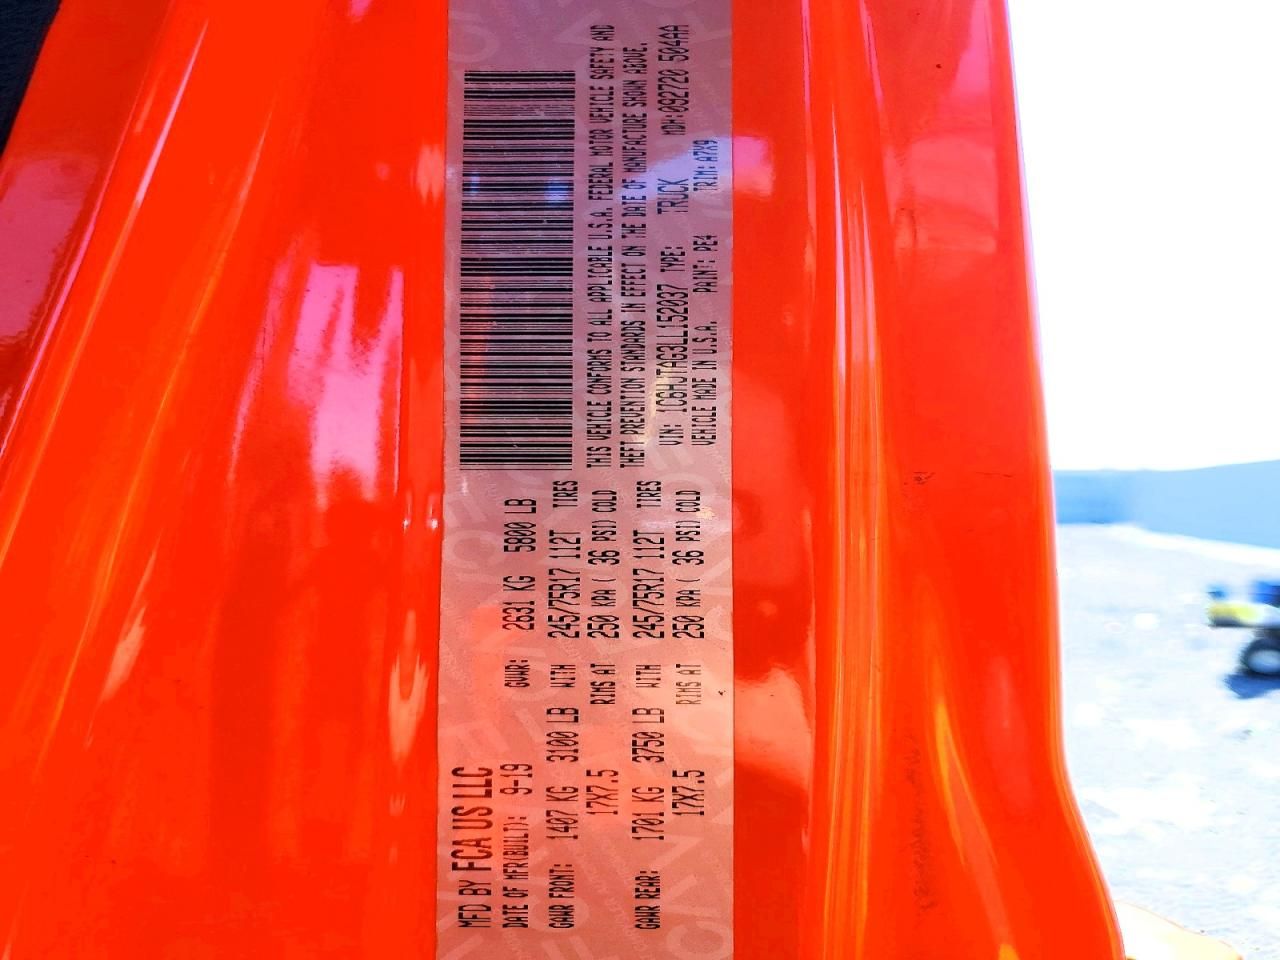 MFD BY FCA US LLC
DATE OF MFR(BUILT): 9-19 GVWR: 2631 KG 5800 LB
GAWR FRONT: 1407 KG 3100 LB WITH 245/75R17 112T TIRES
17X7.5 RIMS AT 250 KPA ( 36 PSI) COLD
GAWR REAR: 1701 KG 3750 LB WITH 245/75R17 112T TIRES
17X7.5 RIMS AT 250 KPA ( 36 PSI) COLD
THIS VEHICLE CONFORMS TO ALL APPLICABLE U.S.A. FEDERAL MOTOR VEHICLE SAFETY AND
THEFT PREVENTION STANDARDS IN EFFECT ON THE DATE OF MANUFACTURE SHOWN ABOVE.
VIN: 1C6HJTAG3LL152037 TYPE: TRUCK MDH:092720 504AA
VEHICLE MADE IN U.S.A. PAINT: PE4 TRIM:A7X9